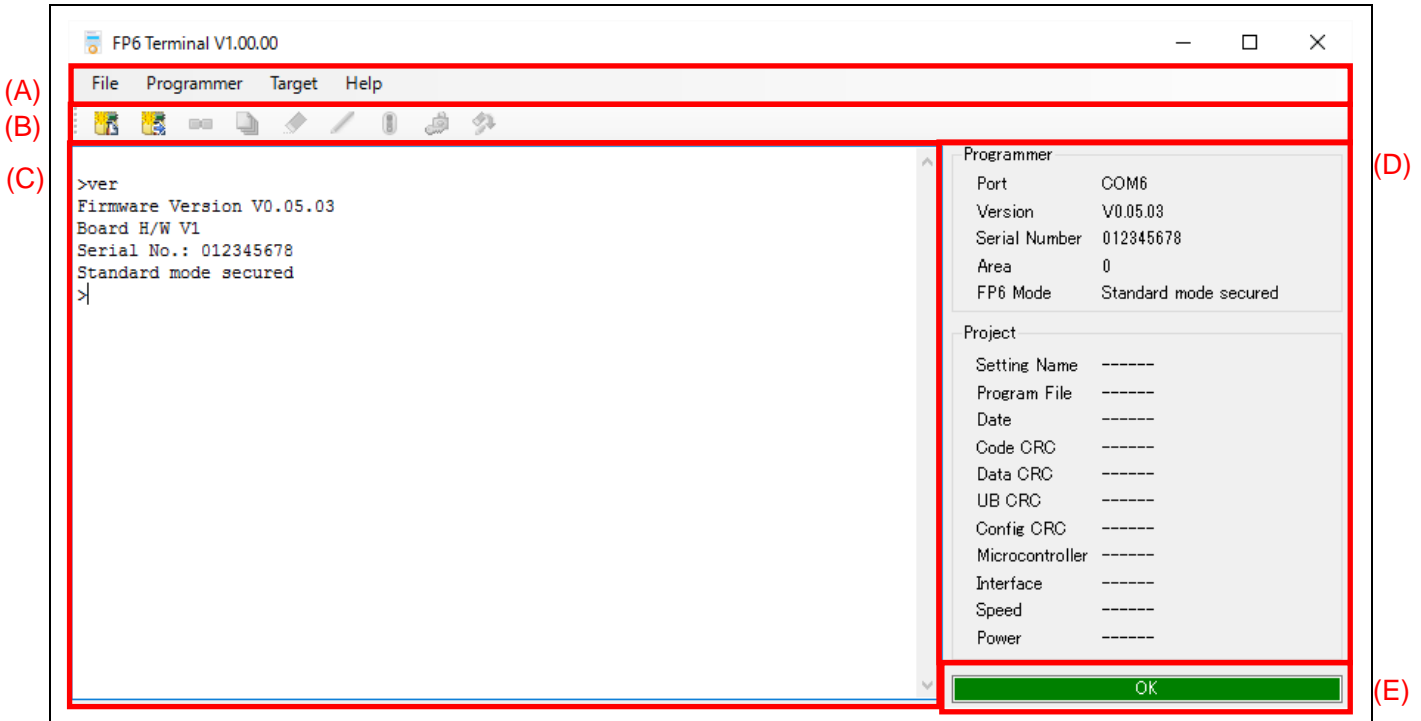 FP6 Terminal V1.00.00
(A)
File Programmer Target Help
(B)
(C)
>ver
Firmware Version V0.05.03
Board H/W V1
Serial No.: 012345678
Standard mode secured
>
(D)
Programmer
Port COM6
Version V0.05.03
Serial Number 012345678
Area 0
FP6 Mode Standard mode secured
Project
Setting Name ------
Program File ------
Date ------
Code CRC ------
Data CRC ------
UB CRC ------
Config CRC ------
Microcontroller ------
Interface ------
Speed ------
Power ------
OK
(E)